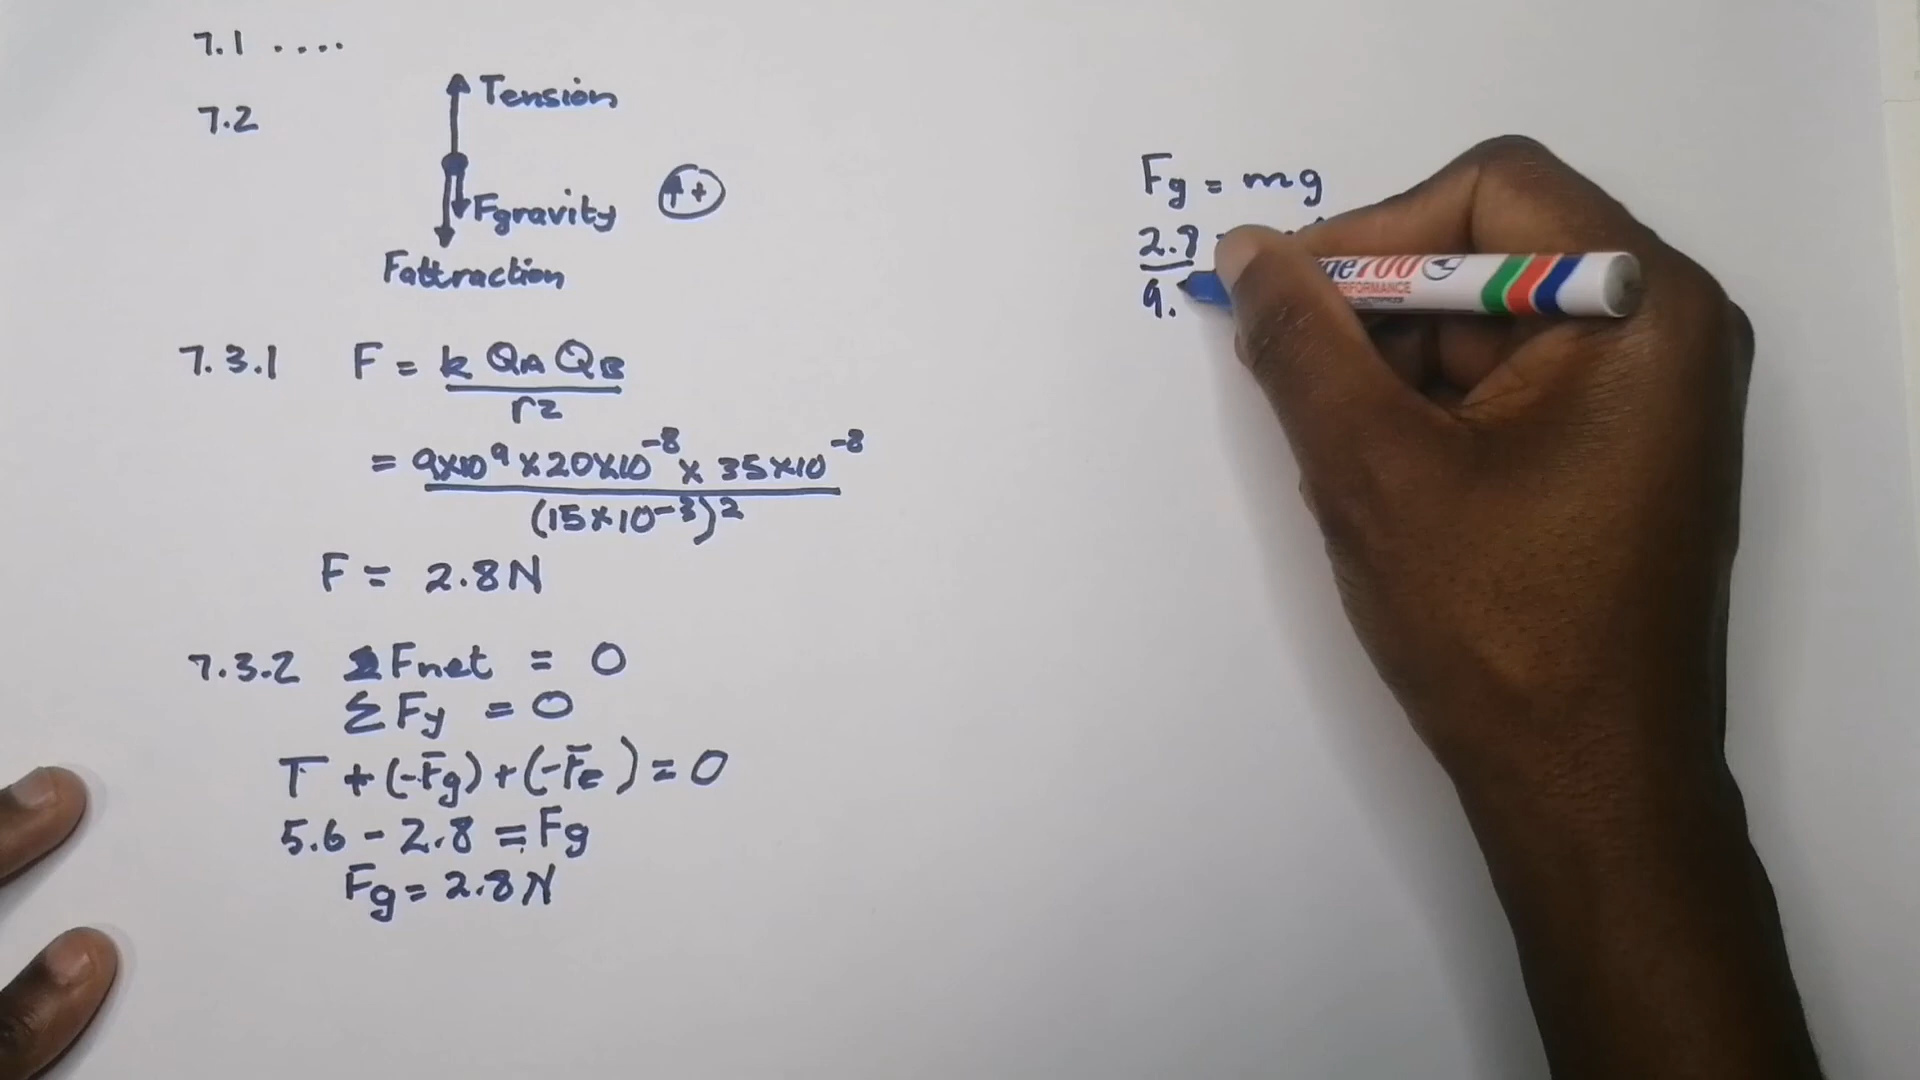 7.1 ....
7.2
Tension
Fgravity
↑+
Fattraction
7.3.1 F = k QA QB
r2
= 9x10⁹ x 20x10⁻⁸ x 35x10⁻⁸
(15x10⁻³)²
F = 2.8N
7.3.2 ΣFnet = 0
ΣFy = 0
T + (-Fg) + (-FE) = 0
5.6 - 2.8 = Fg
Fg = 2.8N
Fg = mg
2.8
9.
700